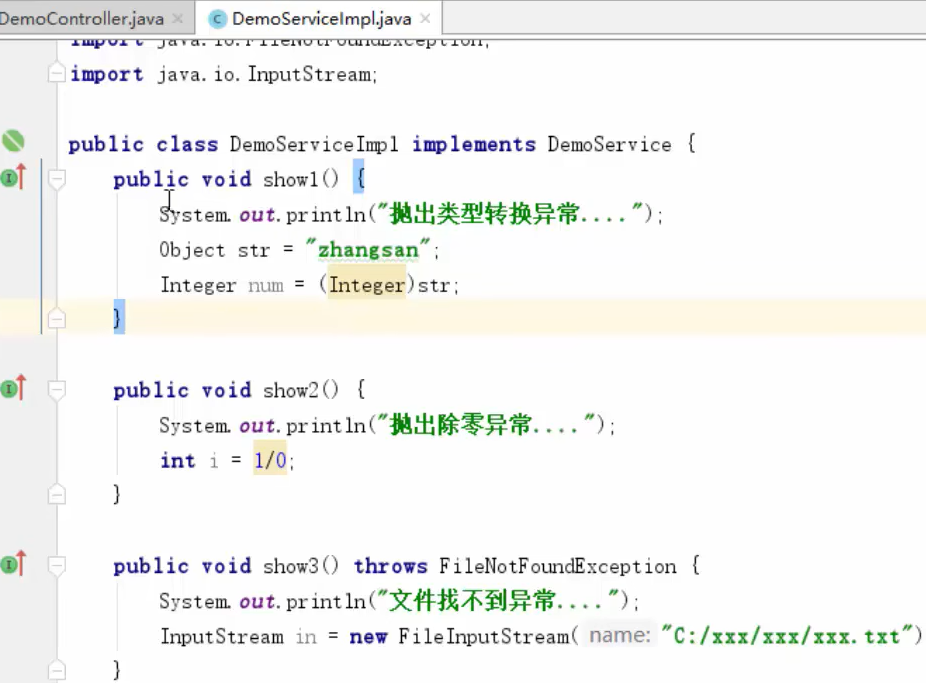 DemoController.java × DemoServiceImpl.java ×
import java.io.FileNotFoundException;
import java.io.InputStream;
public class DemoServiceImpl implements DemoService {
public void show1() {
System.out.println("抛出类型转换异常....");
Object str = "zhangsan";
Integer num = (Integer)str;
}
public void show2() {
System.out.println("抛出除零异常....");
int i = 1/0;
}
public void show3() throws FileNotFoundException {
System.out.println("文件找不到异常....");
InputStream in = new FileInputStream( name: "C:/xxx/xxx/xxx.txt")
}